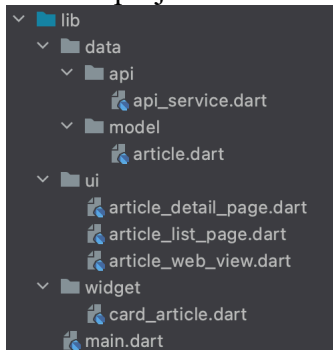 lib
data
api
api_service.dart
model
article.dart
ui
article_detail_page.dart
article_list_page.dart
article_web_view.dart
widget
card_article.dart
main.dart